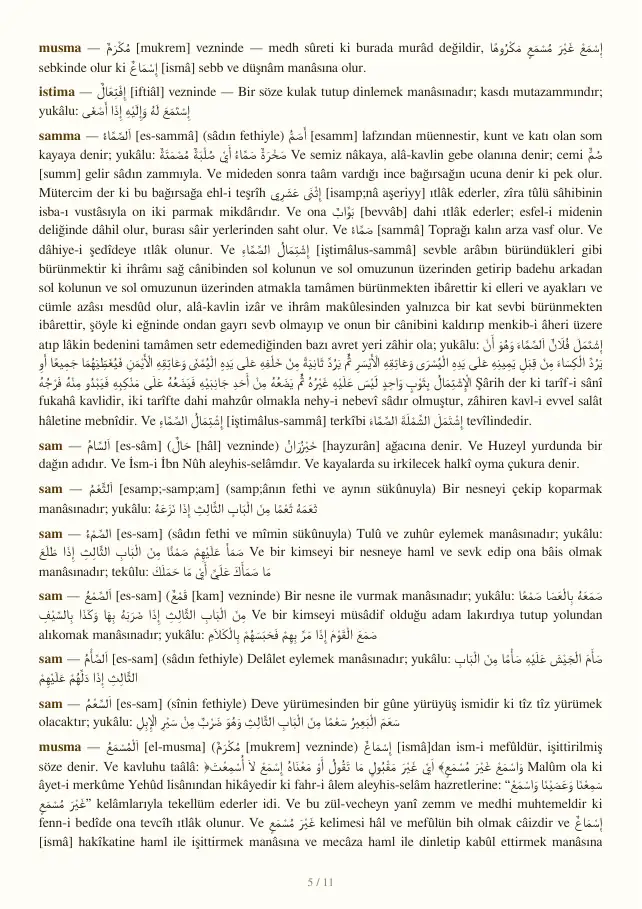 musma — مُكْرَمٌ [mukrem] vezninde — medh sûreti ki burada murâd değildir, إِسْمَعْ غَيْرَ مُسْمَعٍ مَكْرُوهًا
sebkinde olur ki إِسْمَاعٌ [ismâ] sebb ve düşnâm manâsına olur.
istima — إِفْتِعَالٌ [iftiâl] vezninde — Bir söze kulak tutup dinlemek manâsınadır; kasdı mutazammındır;
yukâlu: إِسْتَمَعَ لَهُ وَإِلَيْهِ إِذَا أَصْغَى
samma — اَلصَّمَّاءُ [es-sammâ] (sâdın fethiyle) أَصَمُّ [esamm] lafzından müennestir, kunt ve katı olan som
kayaya denir; yukâlu: صَخْرَةٌ صَمَّاءُ أَيْ صُلْبَةٌ مُصْمَتَةٌ Ve semiz nâkaya, alâ-kavlin gebe olanına denir; cemi صُمٌّ
[summ] gelir sâdın zammıyla. Ve mideden sonra taâm vardığı ince bağırsağın ucuna denir ki pek olur.
Mütercim der ki bu bağırsağa ehl-i teşrîh إِثْنَى عَشَرِي [isamp;nâ aşeriyy] ıtlâk ederler, zîra tûlü sâhibinin
isba-ı vustâsıyla on iki parmak mikdârıdır. Ve ona بَوَّابٌ [bevvâb] dahi ıtlâk ederler; esfel-i midenin
deliğinde dâhil olur, burası sâir yerlerinden saht olur. Ve صَمَّاءُ [sammâ] Toprağı kalın arza vasf olur. Ve
dâhiye-i şedîdeye ıtlâk olunur. Ve إِشْتِمَالُ الصَّمَّاءِ [iştimâlus-sammâ] sevble arâbın büründükleri gibi
bürünmektir ki ihrâmı sağ cânibinden sol kolunun ve sol omuzunun üzerinden getirip badehu arkadan
sol kolunun ve sol omuzunun üzerinden atmakla tamâmen bürünmekten ibârettir ki elleri ve ayakları ve
cümle azâsı mesdûd olur, alâ-kavlin izâr ve ihrâm makûlesinden yalnızca bir kat sevbi bürünmekten
ibârettir, şöyle ki eğninde ondan gayrı sevb olmayıp ve onun bir cânibini kaldırıp menkib-i âheri üzere
atıp lâkin bedenini tamâmen setr edemediğinden bazı avret yeri zâhir ola; yukâlu: إِشْتَمَلَ فُلَانٌ اَلصَّمَّاءَ وَهُوَ أَنْ
يَرُدَّ الْكِسَاءَ مِنْ قِبَلِ يَمِينِهِ عَلَى يَدِهِ الْيُسْرَى وَعَاتِقِهِ الْأَيْسَرِ ثُمَّ يَرُدَّ ثَانِيَةً مِنْ خَلْفِهِ عَلَى يَدِهِ الْيُمْنَى وَعَاتِقِهِ الْأَيْمَنِ فَيُغَطِّيَهُمَا جَمِيعًا أَوِ
الْإِشْتِمَالُ بِثَوْبٍ وَاحِدٍ لَيْسَ عَلَيْهِ غَيْرُهُ ثُمَّ يَضَعُهُ مِنْ أَحَدِ جَانِبَيْهِ فَيَضَعُهُ عَلَى مَنْكِبِهِ فَيَبْدُو مِنْهُ فَرْجُهُ Şârih der ki tarîf-i sânî
fukahâ kavlidir, iki tarîfte dahi mahzûr olmakla nehy-i nebevî sâdır olmuştur, zâhiren kavl-i evvel salât
hâletine mebnîdir. Ve إِشْتِمَالُ الصَّمَّاءِ [iştimâlus-sammâ] terkîbi إِشْتَمَلَ الشَّمْلَةَ الصَّمَّاءَ tevîlindedir.
sam — اَلسَّامُ [es-sâm] (حَالٌ [hâl] vezninde) خَيْزُرَانٌ [hayzurân] ağacına denir. Ve Huzeyl yurdunda bir
dağın adıdır. Ve İsm-i İbn Nûh aleyhis-selâmdır. Ve kayalarda su irkilecek halkî oyma çukura denir.
sam — اَلثَّعْمُ [esamp;-samp;am] (samp;ânın fethi ve aynın sükûnuyla) Bir nesneyi çekip koparmak
manâsınadır; yukâlu: ثَعَمَهُ ثَعْمًا مِنَ الْبَابِ الثَّالِثِ إِذَا نَزَعَهُ
sam — اَلصَّمْءُ [es-sam] (sâdın fethi ve mîmin sükûnuyla) Tulû ve zuhûr eylemek manâsınadır; yukâlu:
صَمَأَ عَلَيْهِمْ صَمْئًا مِنَ الْبَابِ الثَّالِثِ إِذَا طَلَعَ Ve bir kimseyi bir nesneye haml ve sevk edip ona bâis olmak
manâsınadır; tekûlu: مَا صَمَأَكَ عَلَيَّ أَيْ مَا حَمَلَكَ
sam — اَلصَّمْعُ [es-sam] (قَمْعٌ [kam] vezninde) Bir nesne ile vurmak manâsınadır; yukâlu: صَمَعَهُ بِالْعَصَا صَمْعًا
مِنَ الْبَابِ الثَّالِثِ إِذَا ضَرَبَهُ بِهَا وَكَذَا بِالسَّيْفِ Ve bir kimseyi müsâdif olduğu adam lakırdıya tutup yolundan
alıkomak manâsınadır; yukâlu: صَمَعَ الْقَوْمَ إِذَا مَرَّ بِهِمْ فَحَبَسَهُمْ بِالْكَلَامِ
sam — اَلصَّأْمُ [es-sam] (sâdın fethiyle) Delâlet eylemek manâsınadır; yukâlu: صَأَمَ الْجَيْشَ عَلَيْهِ صَأْمًا مِنَ الْبَابِ
الثَّالِثِ إِذَا دَلَّهُمْ عَلَيْهِمْ
sam — اَلسَّعْمُ [es-sam] (sînin fethiyle) Deve yürümesinden bir gûne yürüyüş ismidir ki tîz tîz yürümek
olacaktır; yukâlu: سَعَمَ الْبَعِيرُ سَعْمًا مِنَ الْبَابِ الثَّالِثِ وَهُوَ ضَرْبٌ مِنْ سَيْرِ الْإِبِلِ
musma — اَلْمُسْمَعُ [el-musma] (مُكْرَمٌ [mukrem] vezninde) إِسْمَاعٌ [ismâ]dan ism-i mefûldür, işittirilmiş
söze denir. Ve kavluhu taalâ: ﴿وَاسْمَعْ غَيْرَ مُسْمَعٍ﴾ أَيْ غَيْرَ مَقْبُولٍ مَا تَقُولُ أَوْ مَعْنَاهُ إِسْمَعْ لَا أُسْمِعْتَ Malûm ola ki
âyet-i merkûme Yehûd lisânından hikâyedir ki fahr-i âlem aleyhis-selâm hazretlerine: “سَمِعْنَا وَعَصَيْنَا وَاسْمَعْ
غَيْرَ مُسْمَعٍ” kelâmlarıyla tekellüm ederler idi. Ve bu zül-vecheyn yanî zemm ve medhi muhtemeldir ki
fenn-i bedîde ona tevcîh ıtlâk olunur. Ve غَيْرَ مُسْمَعٍ kelimesi hâl ve mefûlün bih olmak câizdir ve إِسْمَاعٌ
[ismâ] hakîkatine haml ile işittirmek manâsına ve mecâza haml ile dinletip kabûl ettirmek manâsına
5 / 11